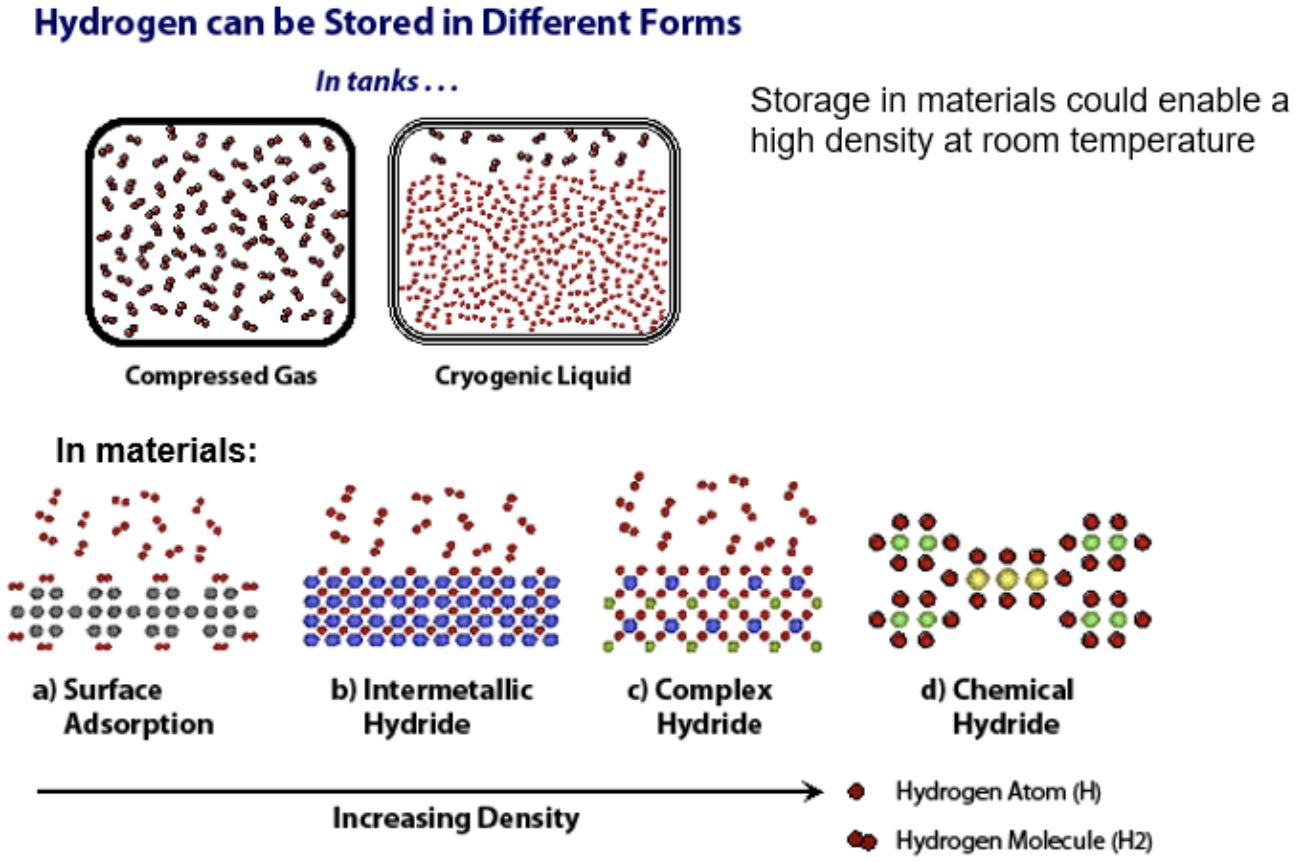 Hydrogen can be Stored in Different Forms
In tanks . . .
Storage in materials could enable a
high density at room temperature
Compressed Gas
Cryogenic Liquid
In materials:
a) Surface
Adsorption
b) Intermetallic
Hydride
c) Complex
Hydride
d) Chemical
Hydride
Increasing Density
Hydrogen Atom (H)
Hydrogen Molecule (H2)